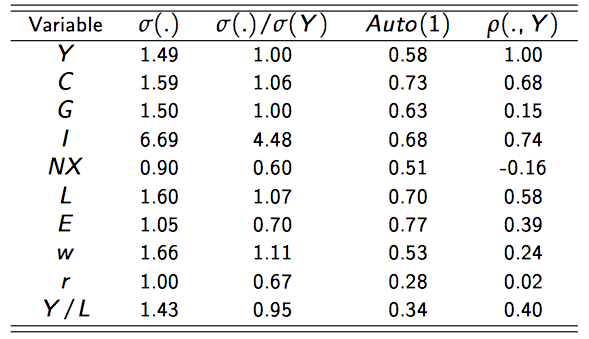 Variable σ(.) σ(.)/σ(Y) Auto(1) ρ(., Y)
Y 1.49 1.00 0.58 1.00
C 1.59 1.06 0.73 0.68
G 1.50 1.00 0.63 0.15
I 6.69 4.48 0.68 0.74
NX 0.90 0.60 0.51 -0.16
L 1.60 1.07 0.70 0.58
E 1.05 0.70 0.77 0.39
w 1.66 1.11 0.53 0.24
r 1.00 0.67 0.28 0.02
Y/L 1.43 0.95 0.34 0.40